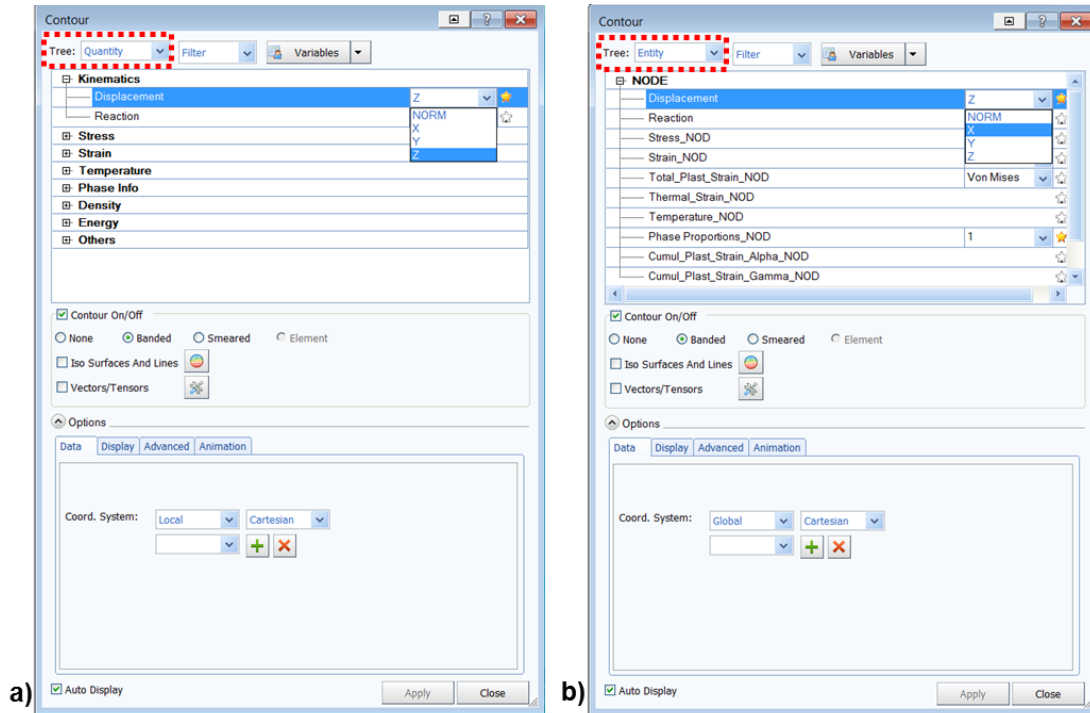 Contour
Tree: Quantity Filter Variables
Kinematics
Displacement Z
Reaction NORM
X
Y
Z
Stress
Strain
Temperature
Phase Info
Density
Energy
Others
Contour On/Off
None Banded Smeared Element
Iso Surfaces And Lines
Vectors/Tensors
Options
Data Display Advanced Animation
Coord. System: Local Cartesian
Auto Display Apply Close
a)
Contour
Tree: Entity Filter Variables
NODE
Displacement Z
Reaction NORM
X
Y
Z
Stress_NOD
Strain_NOD
Total_Plast_Strain_NOD Von Mises
Thermal_Strain_NOD
Temperature_NOD
Phase Proportions_NOD 1
Cumul_Plast_Strain_Alpha_NOD
Cumul_Plast_Strain_Gamma_NOD
Contour On/Off
None Banded Smeared Element
Iso Surfaces And Lines
Vectors/Tensors
Options
Data Display Advanced Animation
Coord. System: Global Cartesian
Auto Display Apply Close
b)